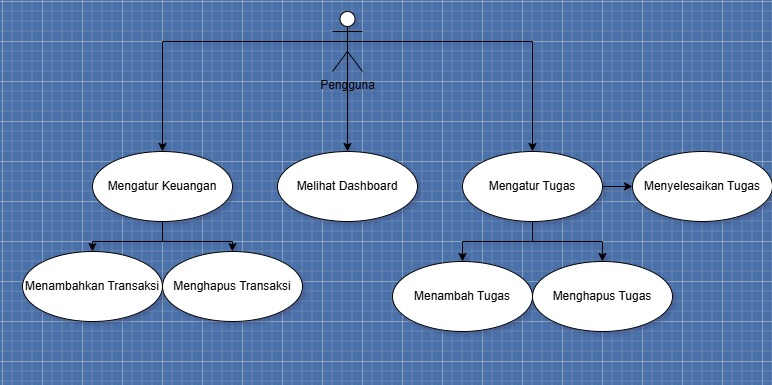 Pengguna
Mengatur Keuangan
Melihat Dashboard
Mengatur Tugas
Menyelesaikan Tugas
Menambahkan Transaksi
Menghapus Transaksi
Menambah Tugas
Menghapus Tugas